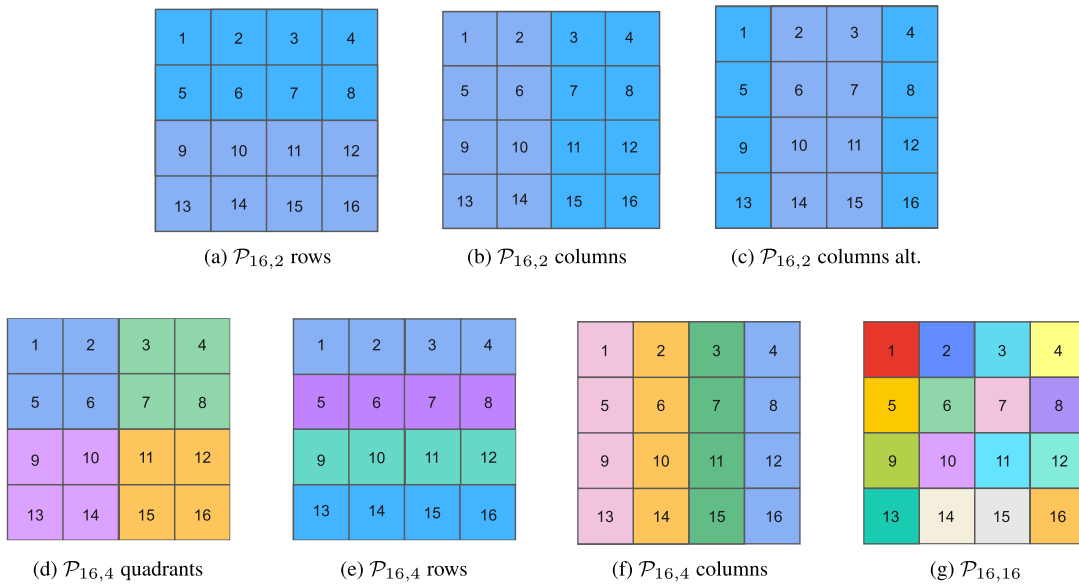 1 2 3 4 1 2 3 4 1 2 3 4
5 6 7 8 5 6 7 8 5 6 7 8
9 10 11 12 9 10 11 12 9 10 11 12
13 14 15 16 13 14 15 16 13 14 15 16
(a) 𝒫16,2 rows (b) 𝒫16,2 columns (c) 𝒫16,2 columns alt.
1 2 3 4 1 2 3 4 1 2 3 4 1 2 3 4
5 6 7 8 5 6 7 8 5 6 7 8 5 6 7 8
9 10 11 12 9 10 11 12 9 10 11 12 9 10 11 12
13 14 15 16 13 14 15 16 13 14 15 16 13 14 15 16
(d) 𝒫16,4 quadrants (e) 𝒫16,4 rows (f) 𝒫16,4 columns (g) 𝒫16,16